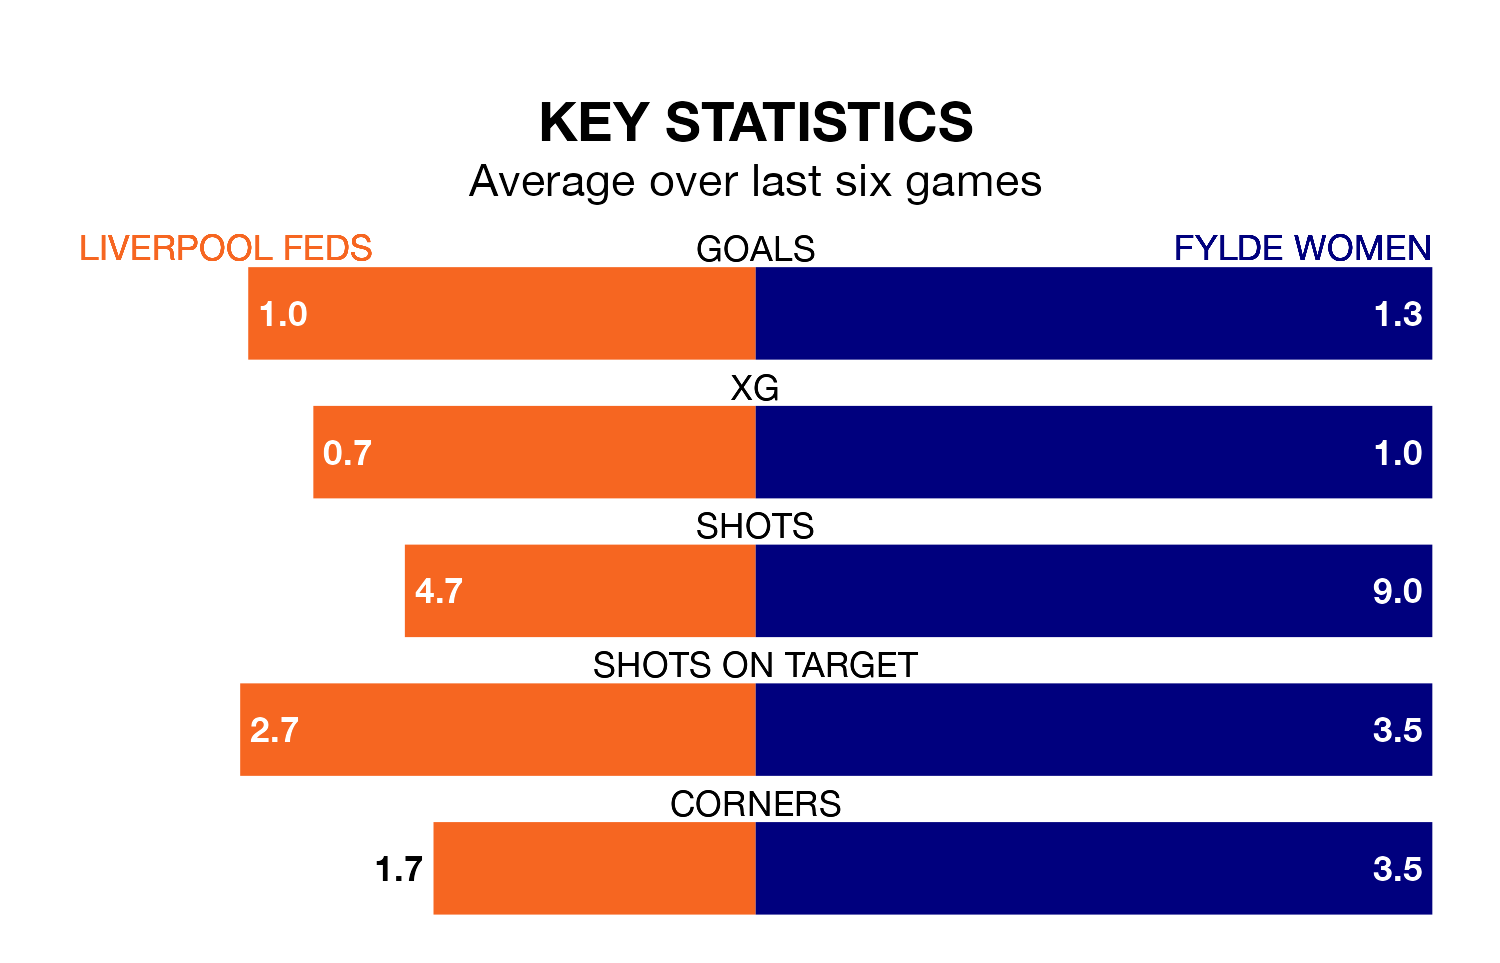 KEY STATISTICS
Average over last six games
LIVERPOOL FEDS GOALS FYLDE WOMEN
1.0 1.3
XG
0.7 1.0
SHOTS
4.7 9.0
SHOTS ON TARGET
2.7 3.5
CORNERS
1.7 3.5